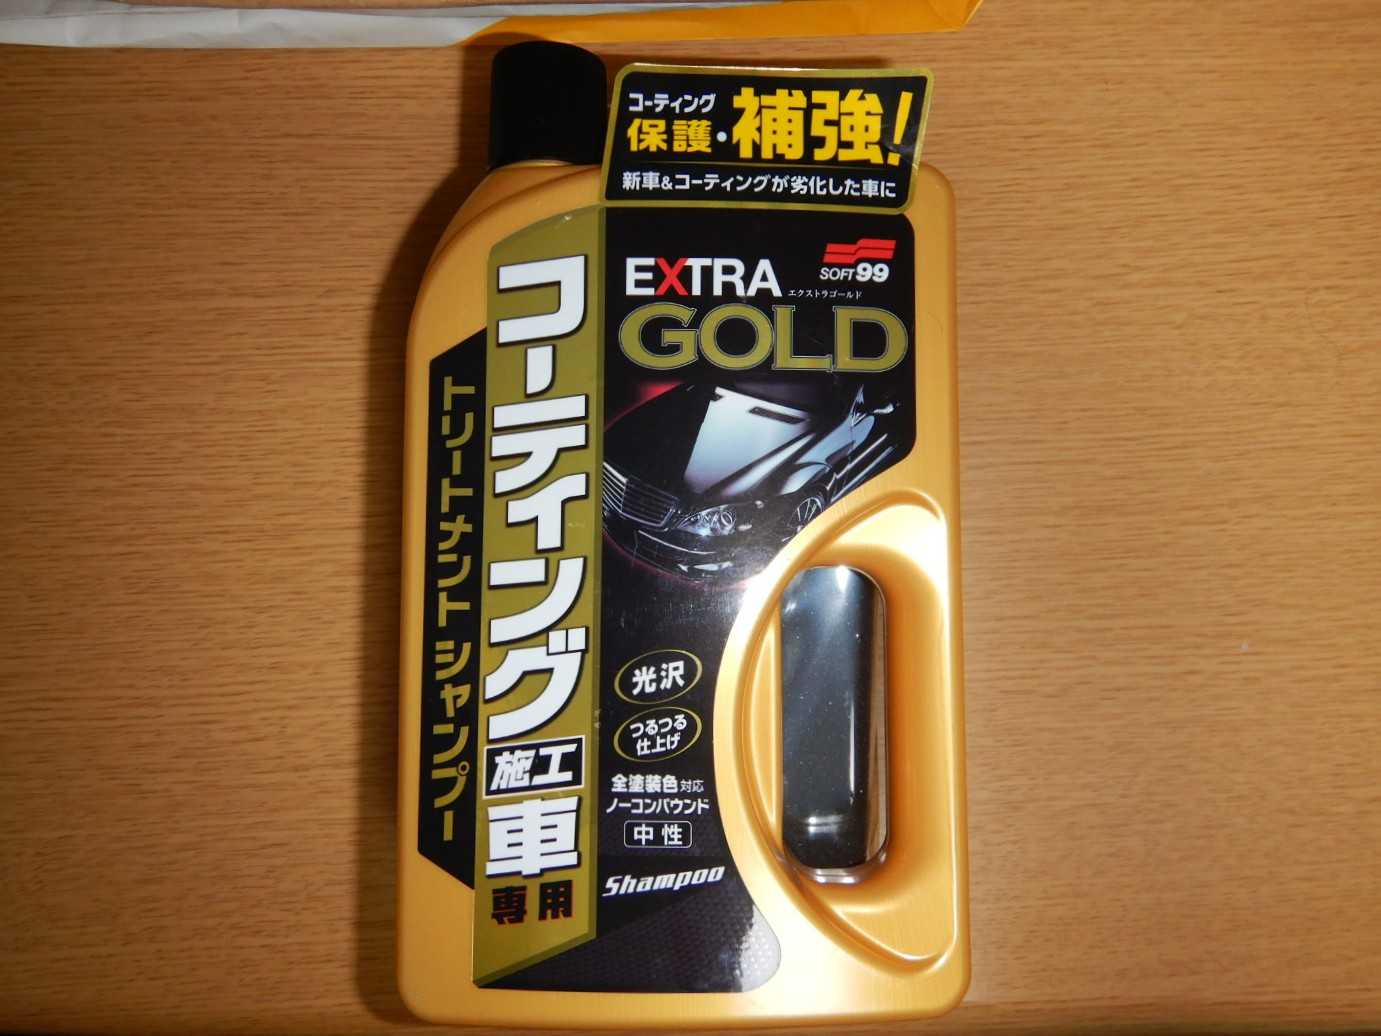 コーティング
保護・補強!
新車&コーティングが劣化した車に
SOFT99
EXTRA
エクストラゴールド
GOLD
コーティング施工車専用
トリートメント シャンプー
光沢
つるつる
仕上げ
全塗装色対応
ノーコンパウンド
中性
Shampoo